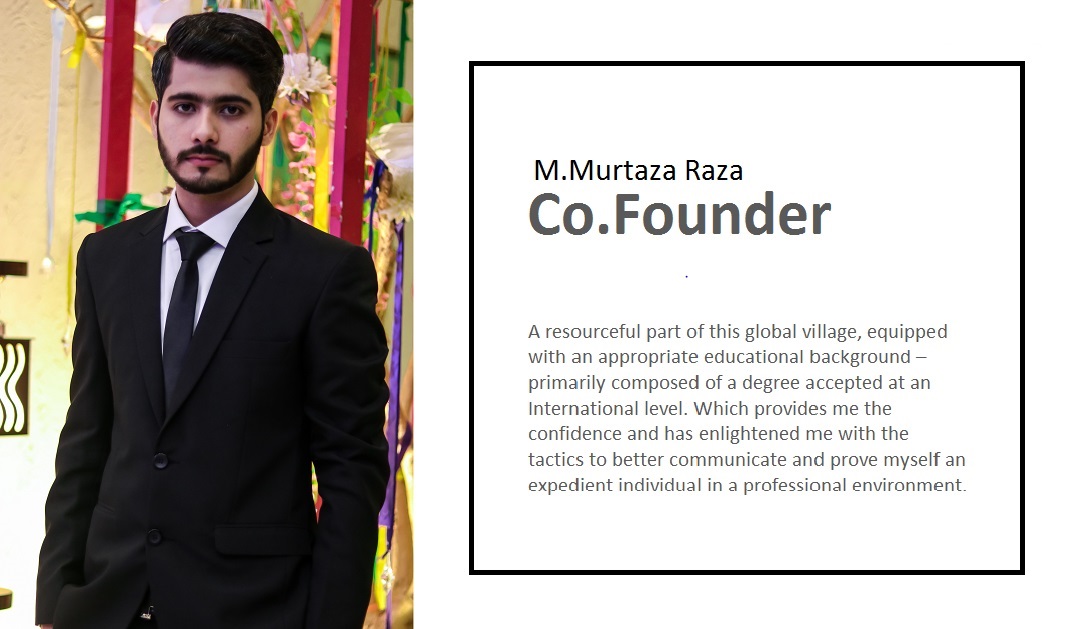 M.Murtaza Raza
Co.Founder
.
A resourceful part of this global village, equipped
with an appropriate educational background –
primarily composed of a degree accepted at an
International level. Which provides me the
confidence and has enlightened me with the
tactics to better communicate and prove myself an
expedient individual in a professional environment.